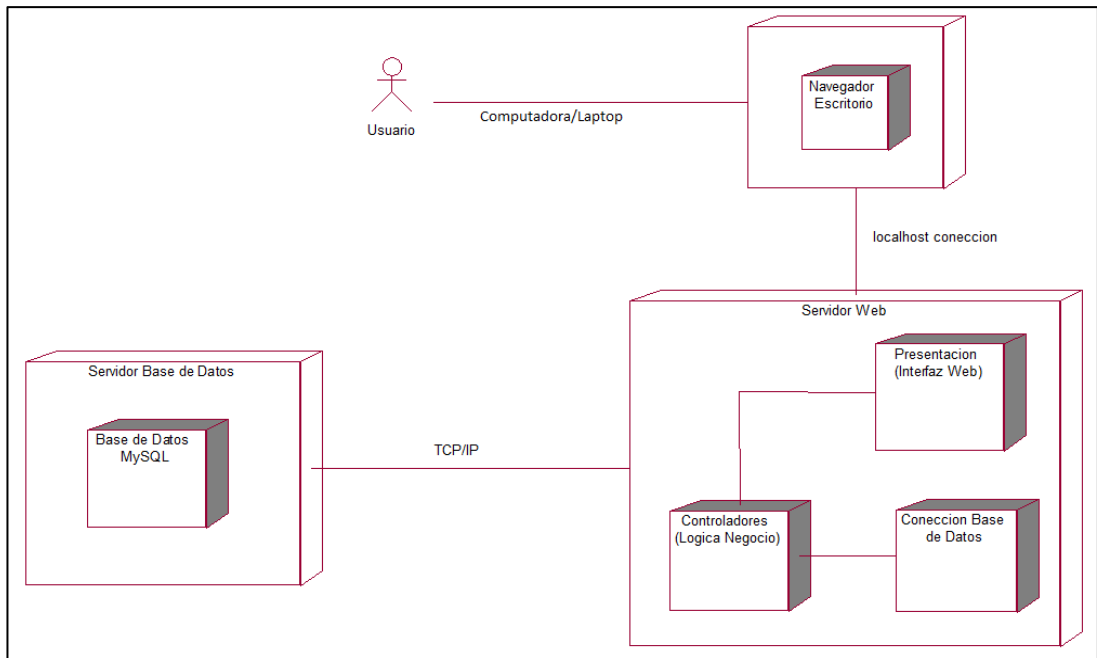 Navegador
Escritorio
Usuario
Computadora/Laptop
localhost coneccion
Servidor Web
Presentacion
(Interfaz Web)
Servidor Base de Datos
Base de Datos
MySQL
TCP/IP
Controladores
(Logica Negocio)
Coneccion Base
de Datos